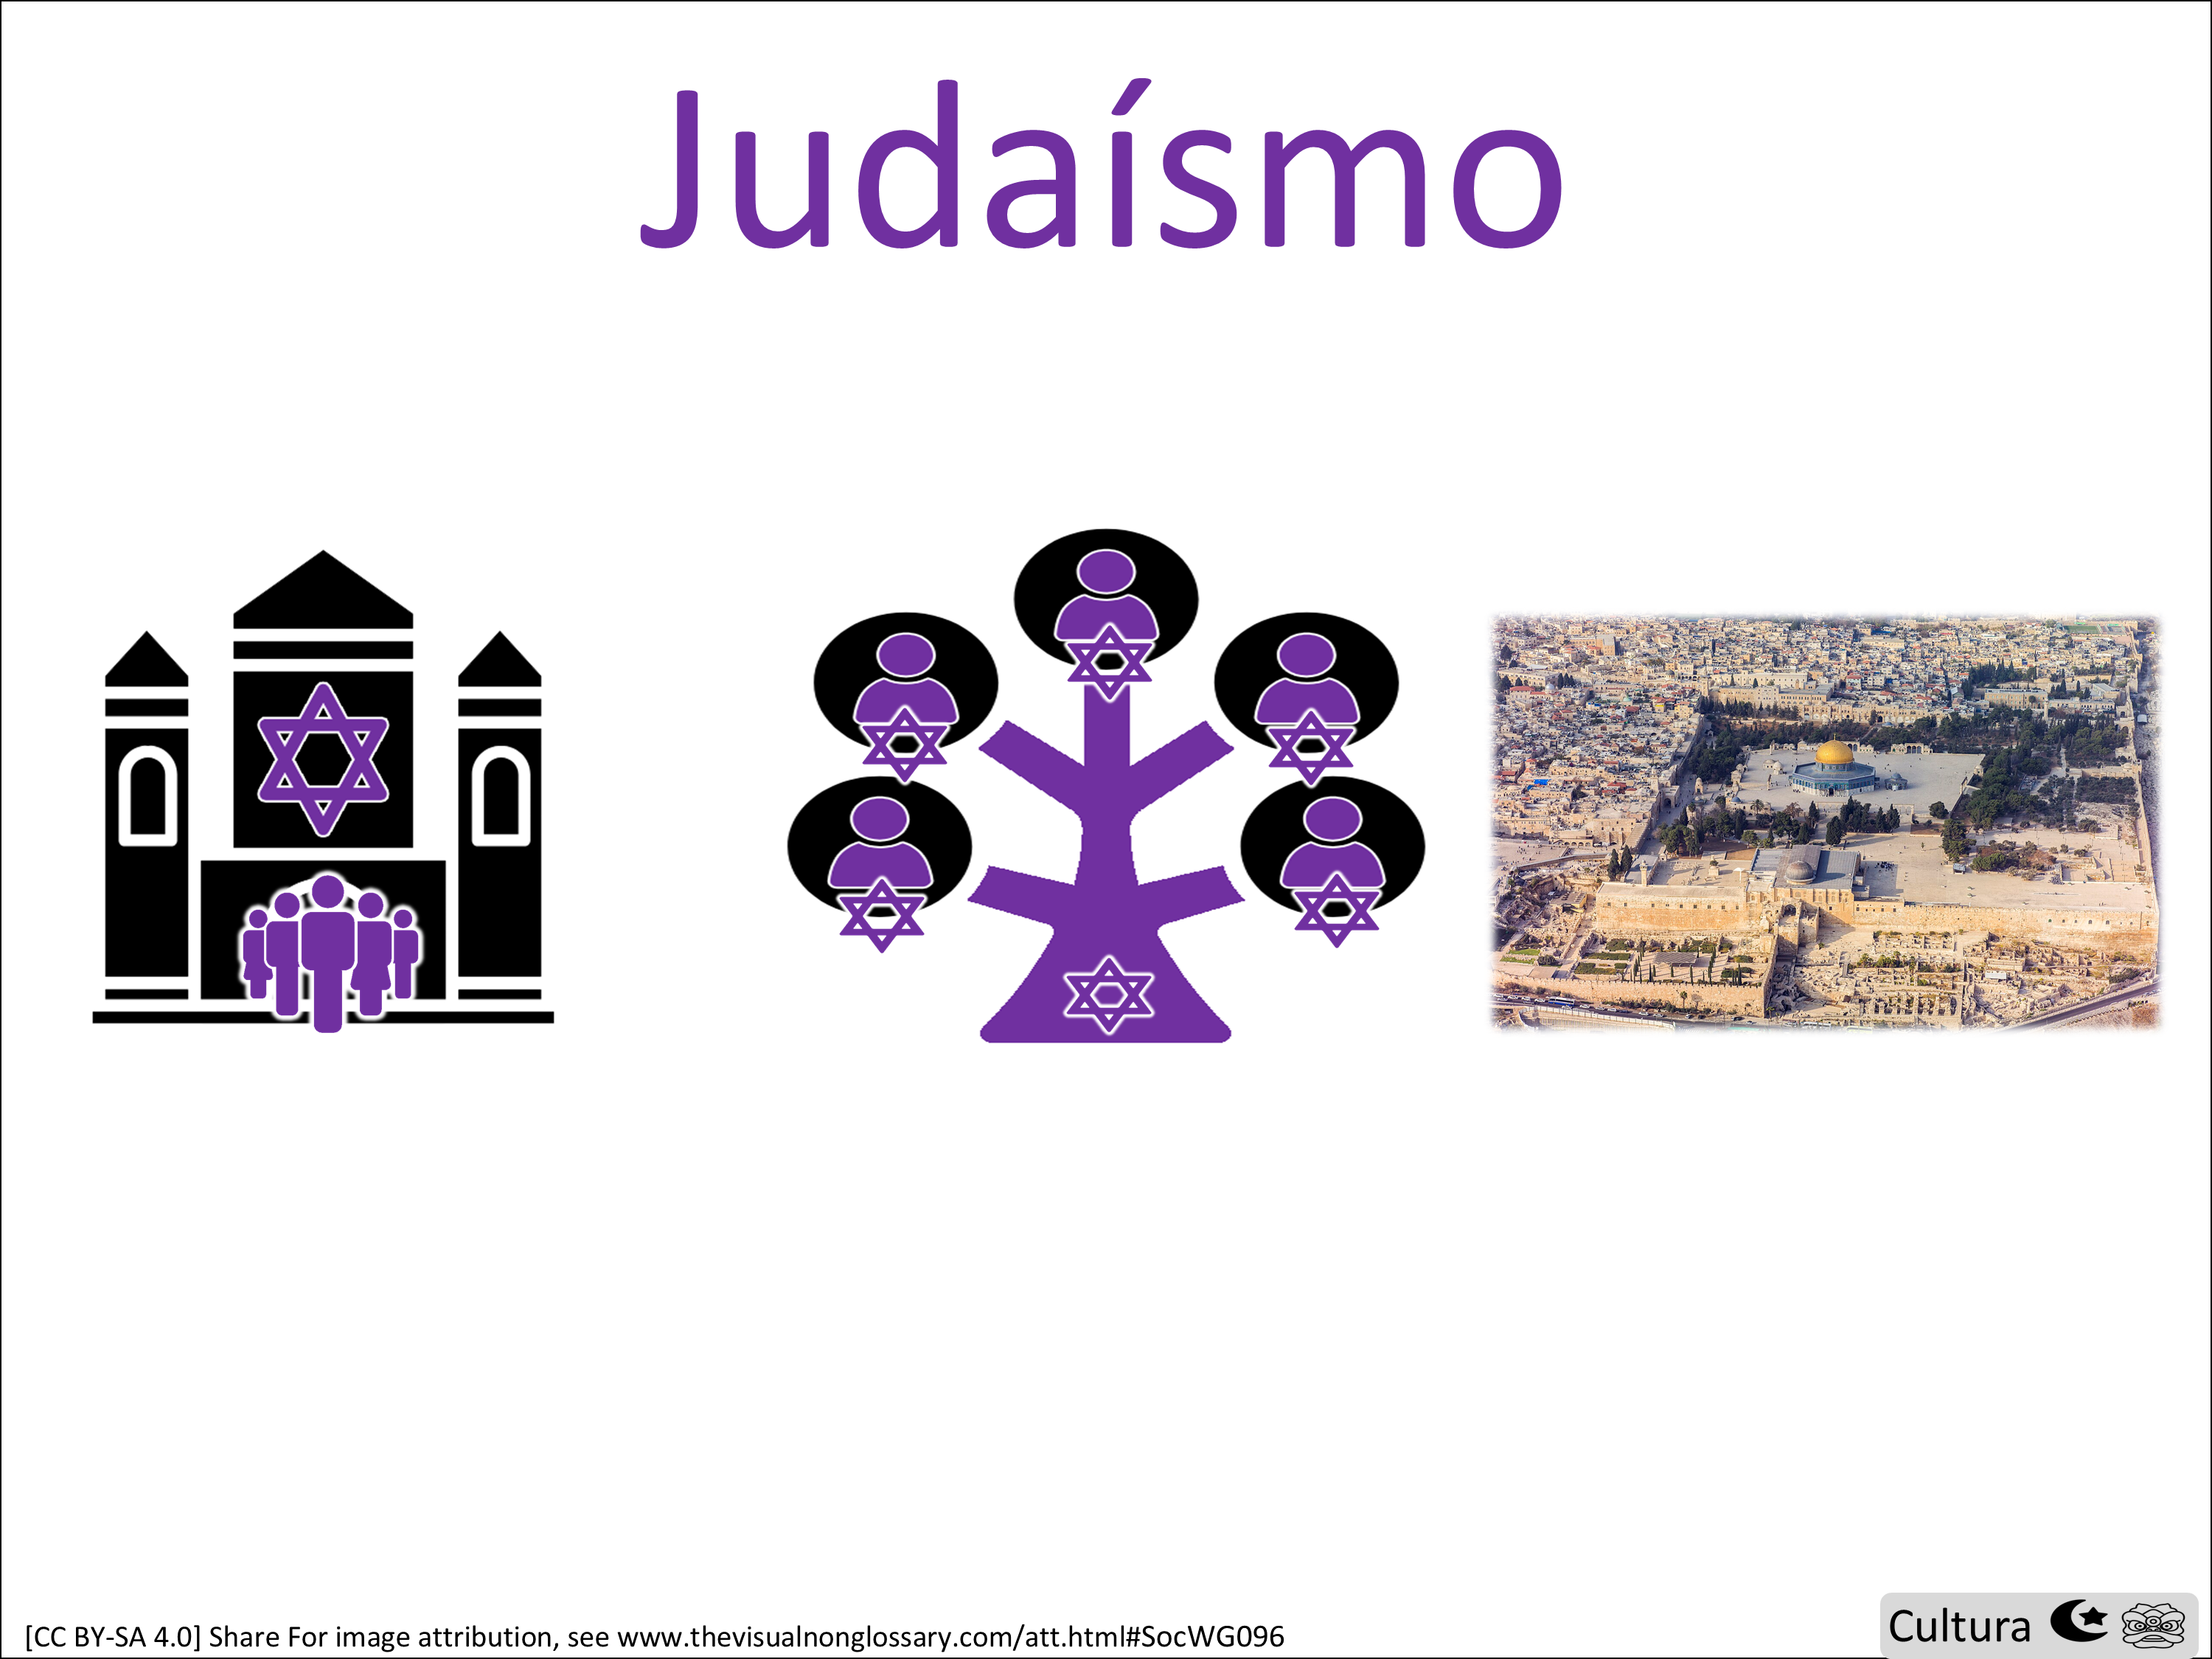 Judaísmo
[CC BY-SA 4.0] Share For image attribution, see www.thevisualnonglossary.com/att.html#SocWG096
Cultura